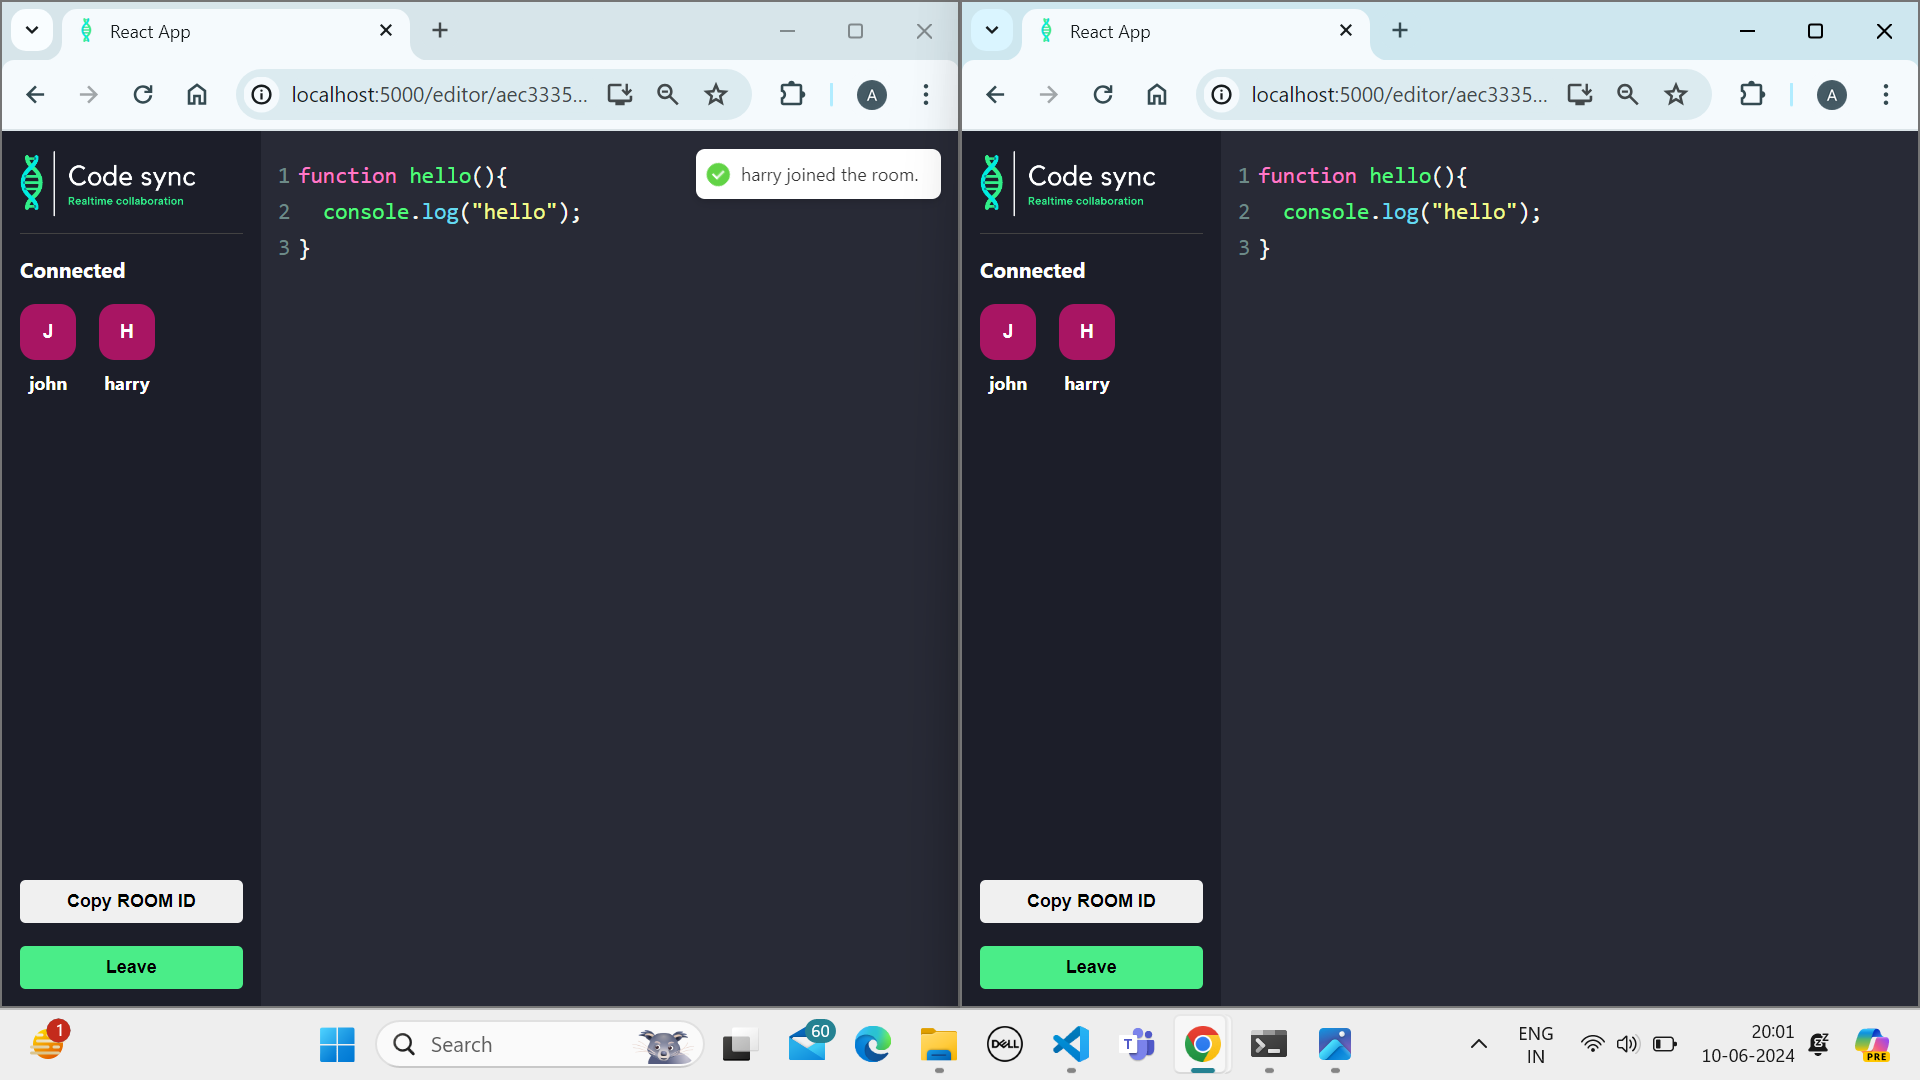 React App
localhost:5000/editor/aec3335...
A
Code sync
Realtime collaboration
Connected
J
H
john
harry
Copy ROOM ID
Leave
1 function hello(){
2 console.log("hello");
3 }
harry joined the room.
React App
localhost:5000/editor/aec3335...
A
Code sync
Realtime collaboration
Connected
J
H
john
harry
Copy ROOM ID
Leave
1 function hello(){
2 console.log("hello");
3 }
1
Search
60
DELL
T
ENG
IN
20:01
10-06-2024
PRE